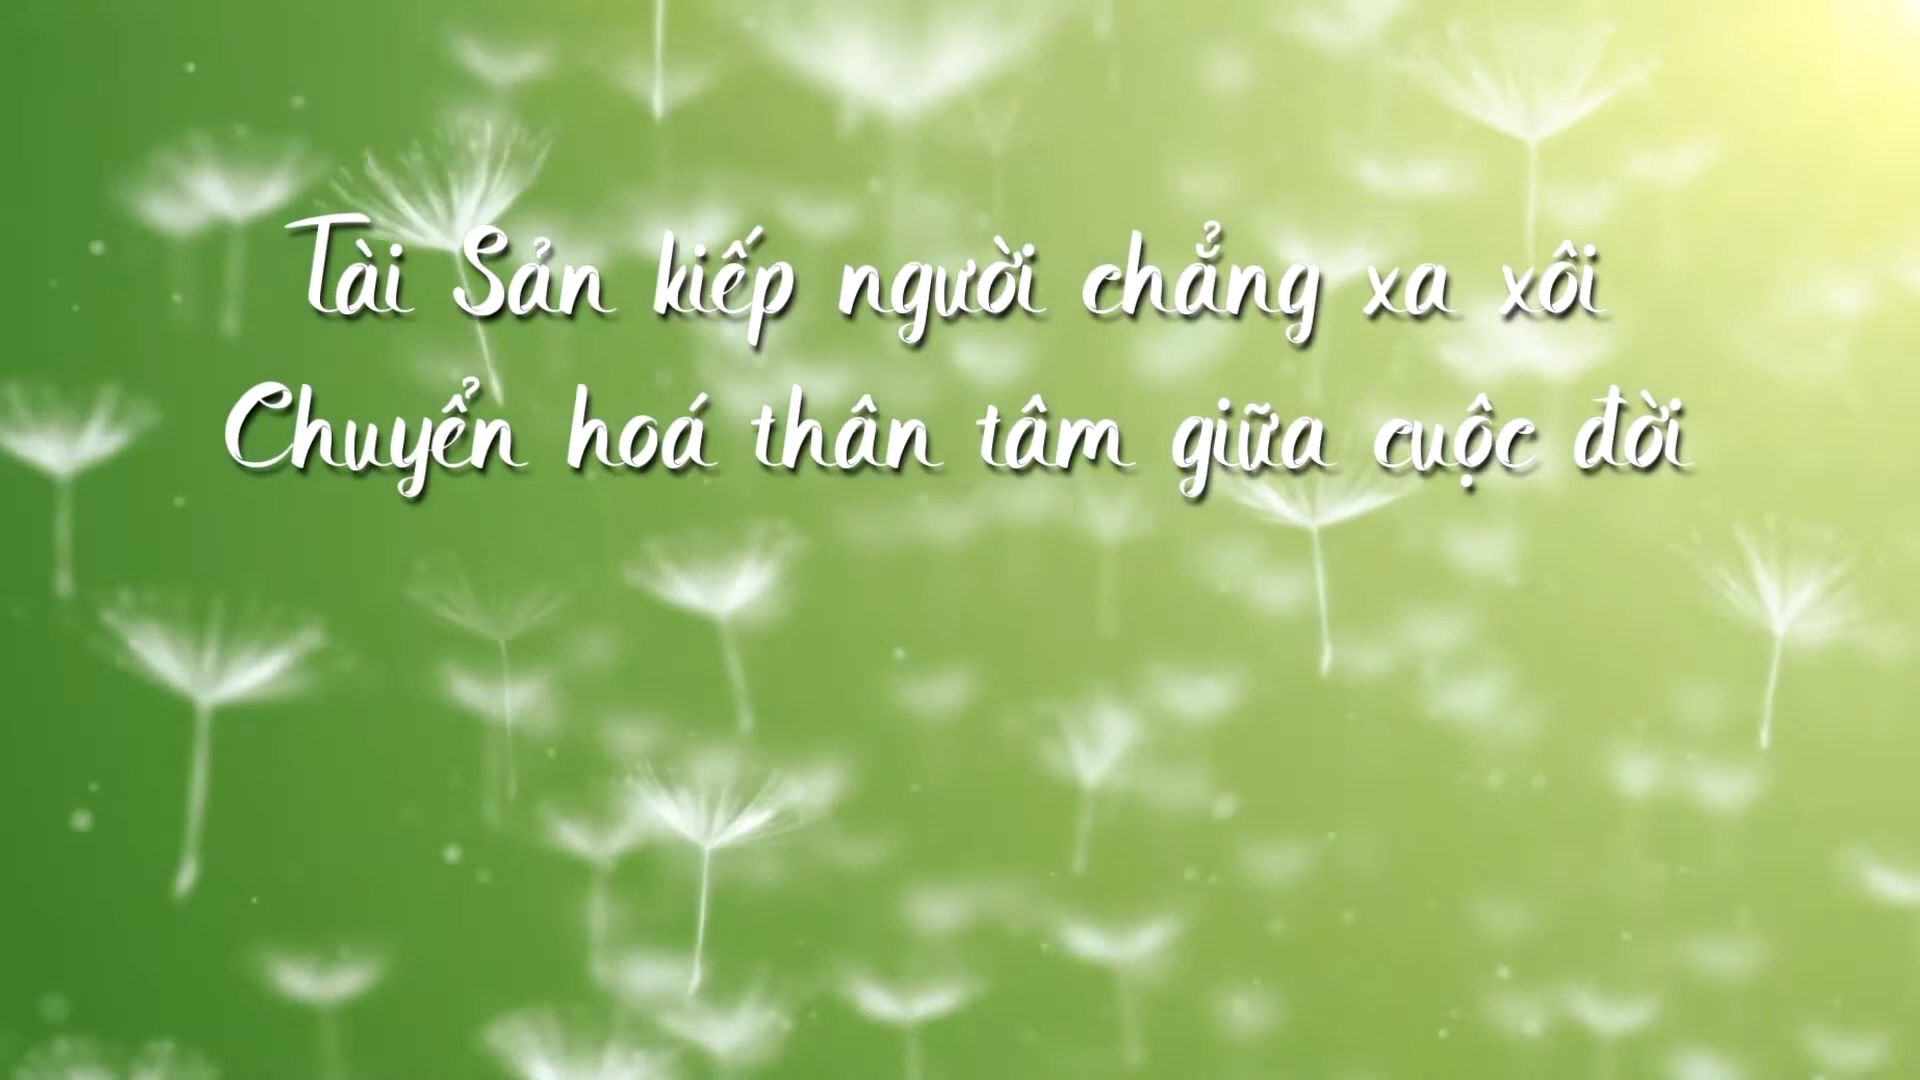 Tài Sản kiếp người chẳng xa xôi
Chuyển hoá thân tâm giữa cuộc đời